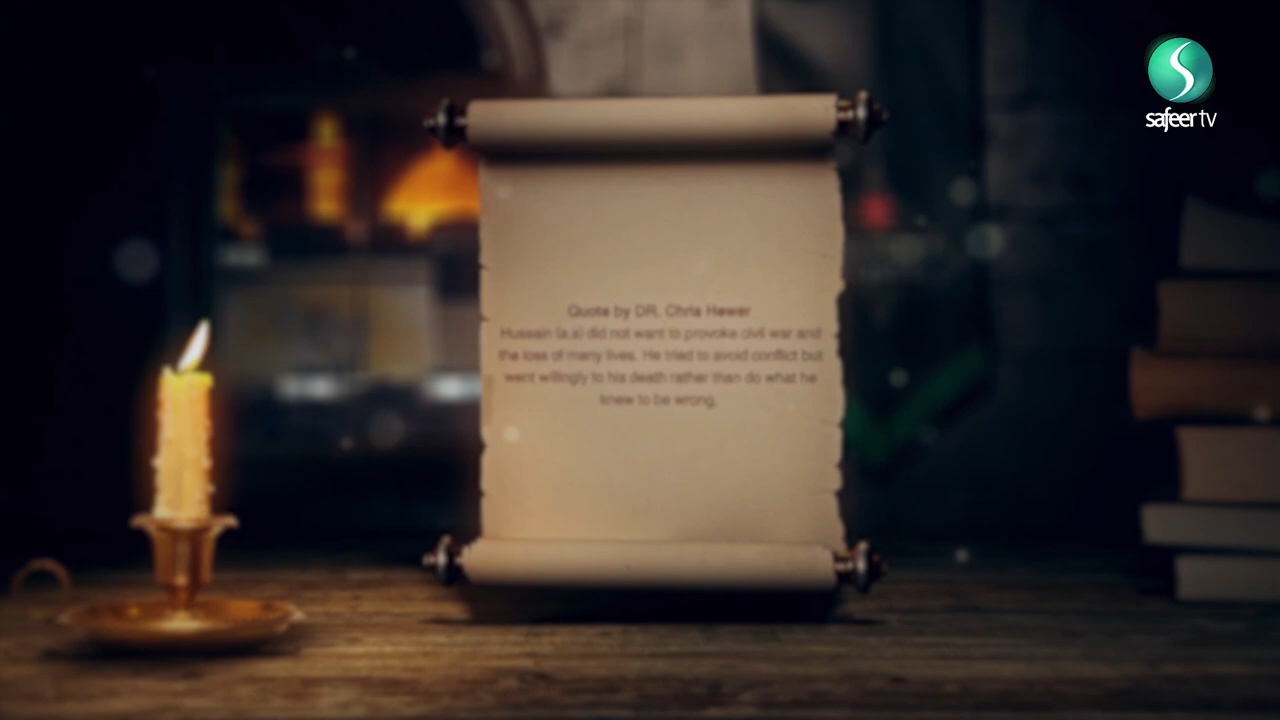 safeer tv
Quote by DR. Chris Hewer
Hussain (a.s) did not want to provoke civil war and
the loss of many lives. He tried to avoid conflict but
went willingly to his death rather than do what he
knew to be wrong.